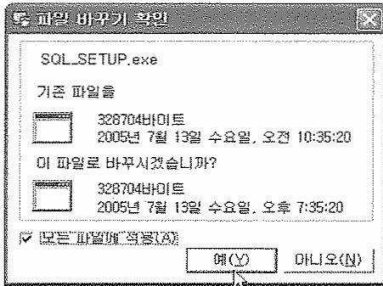 파일 바꾸기 확인
SQL_SETUP.exe
기존 파일을
328704바이트
2005년 7월 13일 수요일, 오전 10:35:20
이 파일로 바꾸시겠습니까?
328704바이트
2005년 7월 13일 수요일, 오후 7:35:20
모든 파일에 적용(A)
예(Y)
아니오(N)